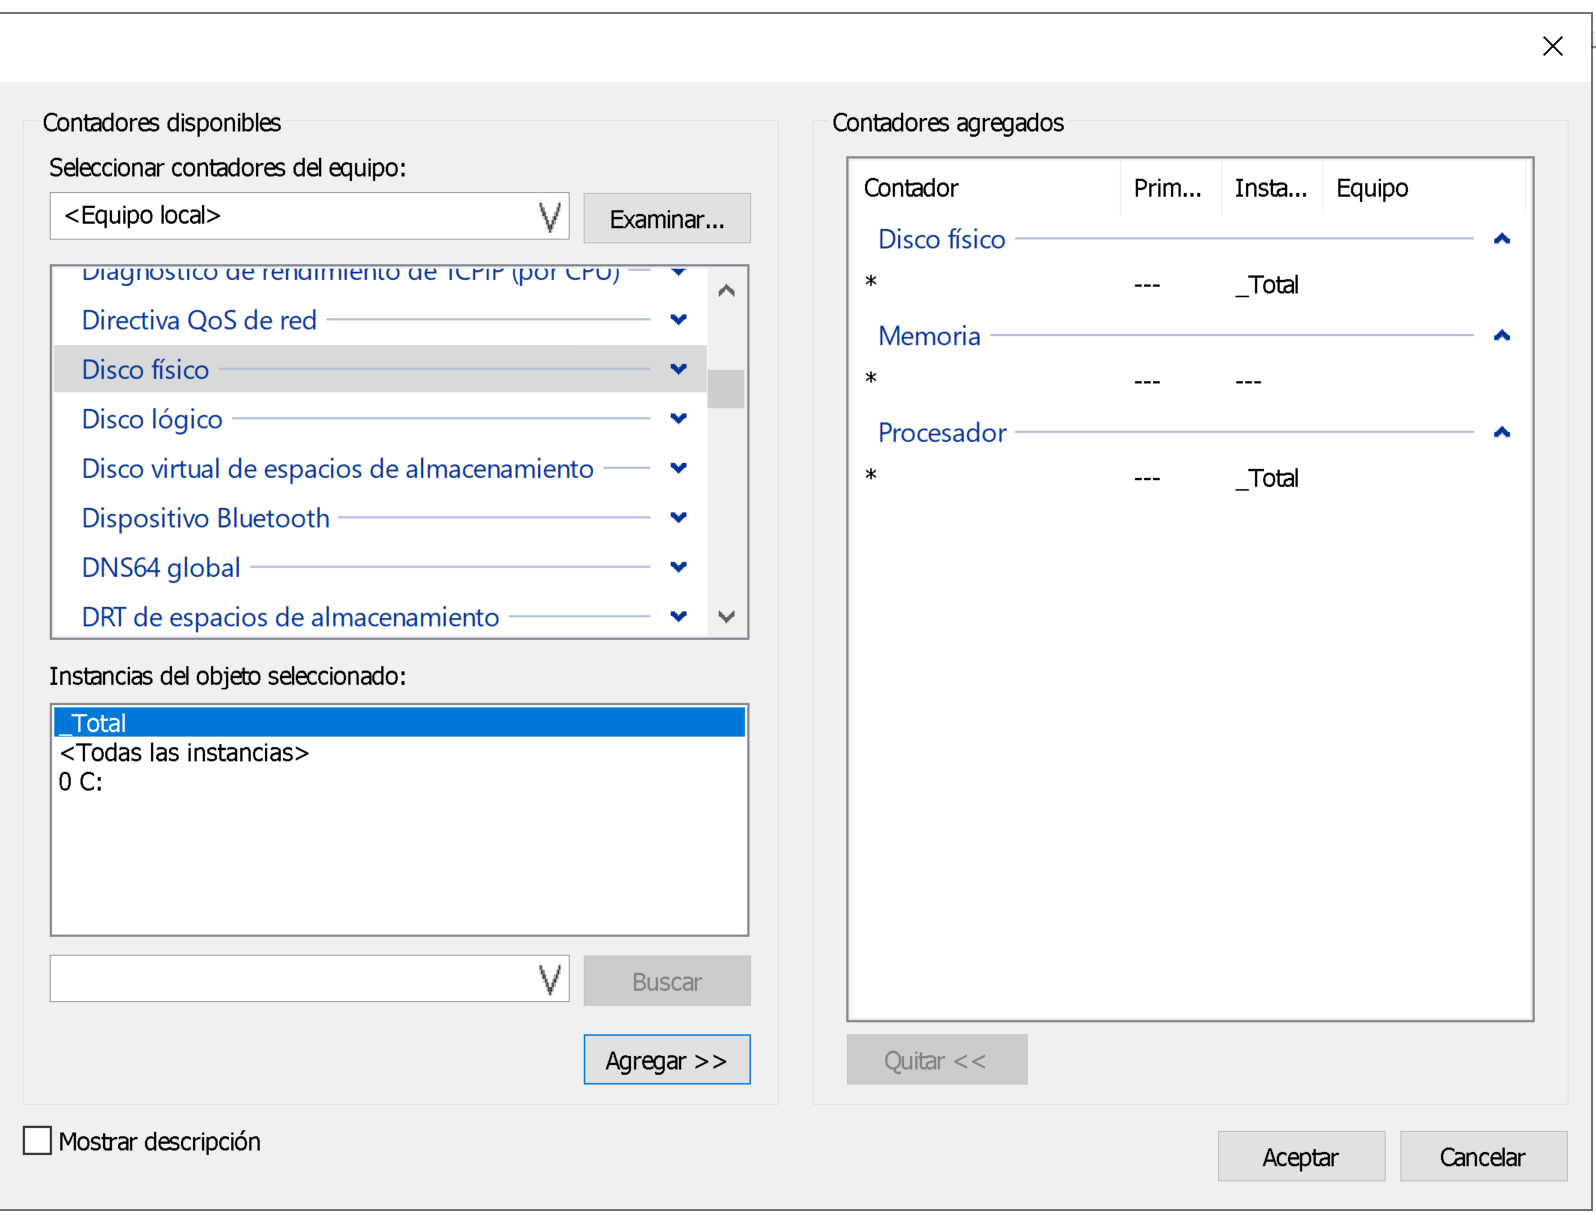 Contadores disponibles
Seleccionar contadores del equipo:
<Equipo local>
Examinar...
Diagnóstico de rendimiento de TCPIP (por CPU)
Directiva QoS de red
Disco físico
Disco lógico
Disco virtual de espacios de almacenamiento
Dispositivo Bluetooth
DNS64 global
DRT de espacios de almacenamiento
Instancias del objeto seleccionado:
_Total
<Todas las instancias>
0 C:
Buscar
Agregar >>
Mostrar descripción
Contadores agregados
Contador Prim... Insta... Equipo
Disco físico
* --- _Total
Memoria
* --- ---
Procesador
* --- _Total
Quitar <<
Aceptar Cancelar